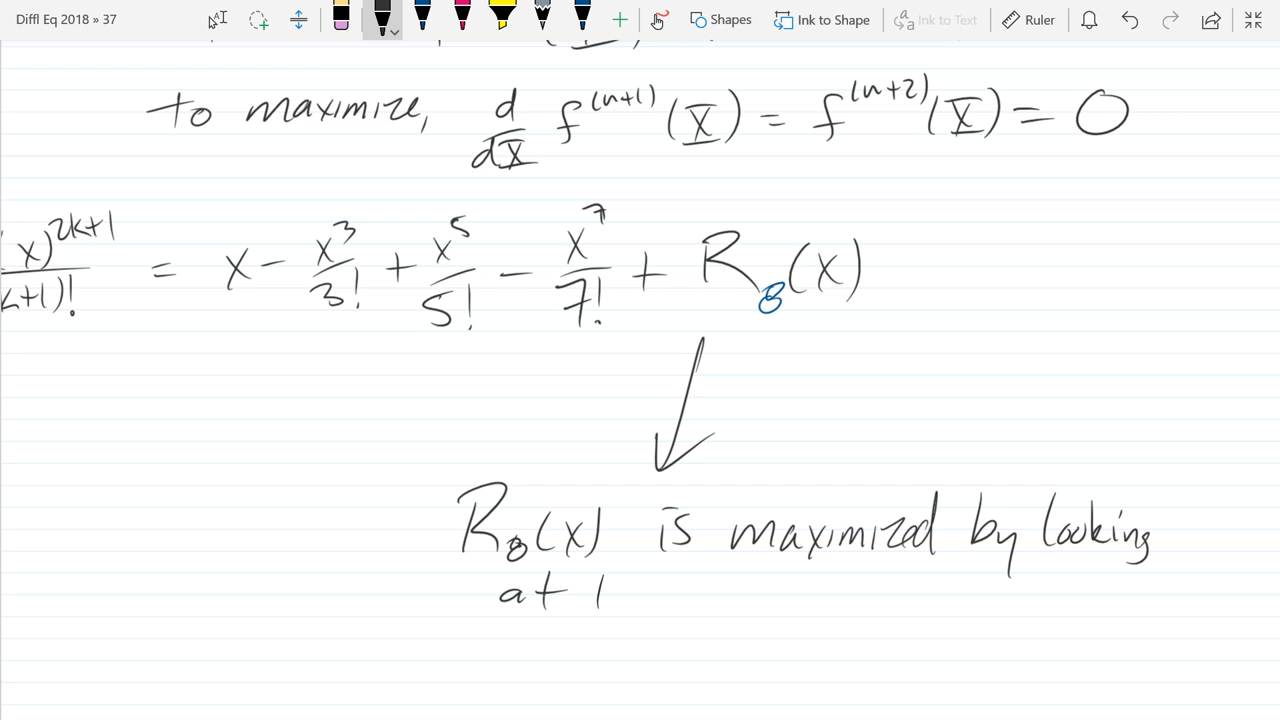 Diffl Eq 2018 » 37
Shapes
Ink to Shape
Ink to Text
Ruler
to maximize, d/dX f^(n+1) (X) = f^(n+2) (X) = 0
x)^2k+1 / k+1)! = x - x^3/3! + x^5/5! - x^7/7! + R_8(x)
R_8(x) is maximized by looking
at |